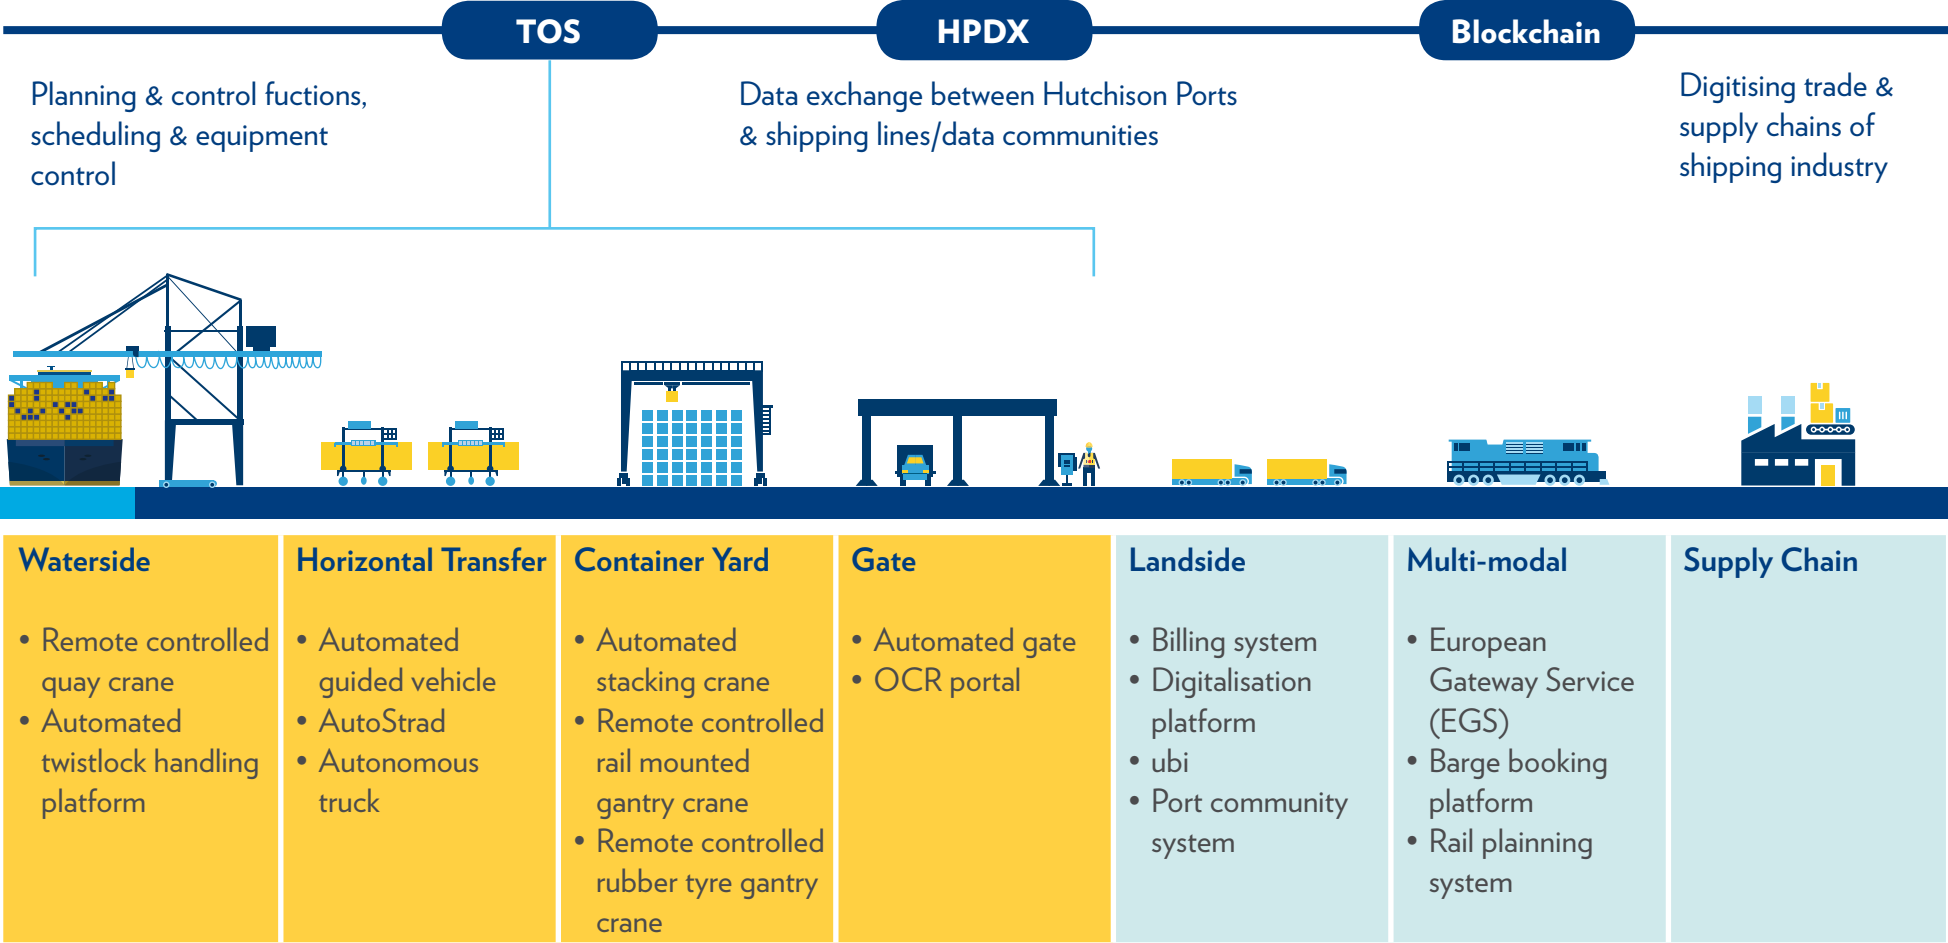 TOS
HPDX
Blockchain
Planning & control fuctions,
scheduling & equipment
control
Data exchange between Hutchison Ports
& shipping lines/data communities
Digitising trade &
supply chains of
shipping industry
Waterside
• Remote controlled
quay crane
• Automated
twistlock handling
platform
Horizontal Transfer
• Automated
guided vehicle
• AutoStrad
• Autonomous
truck
Container Yard
• Automated
stacking crane
• Remote controlled
rail mounted
gantry crane
• Remote controlled
rubber tyre gantry
crane
Gate
• Automated gate
• OCR portal
Landside
• Billing system
• Digitalisation
platform
• ubi
• Port community
system
Multi-modal
• European
Gateway Service
(EGS)
• Barge booking
platform
• Rail plainning
system
Supply Chain